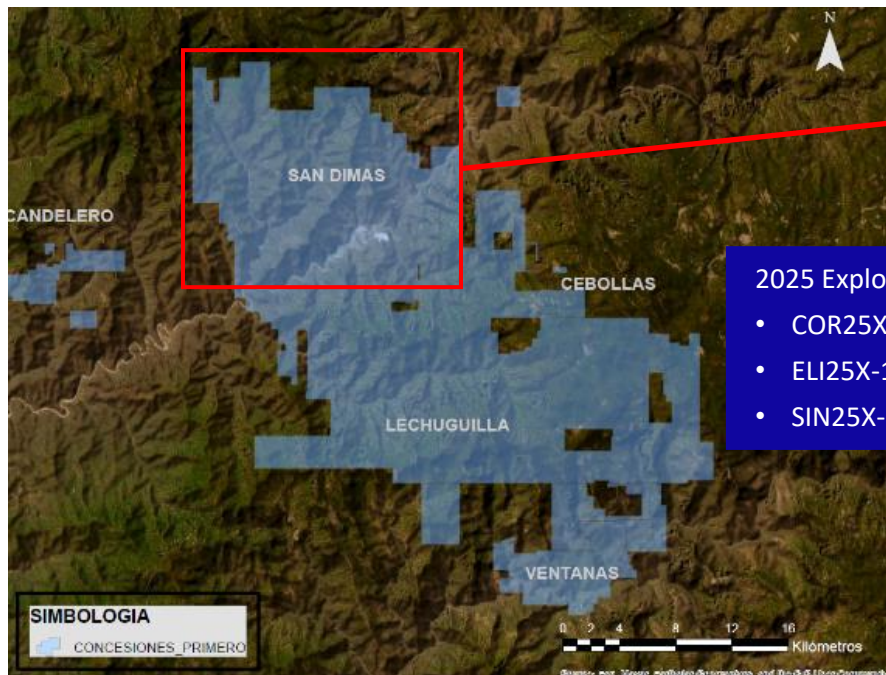 N
SAN DIMAS
CANDELERO
CEBOLLAS
2025 Explo
• COR25X
• ELI25X-1
• SIN25X-
LECHUGUILLA
VENTANAS
SIMBOLOGIA
CONCESIONES_PRIMERO
0 2 4 8 12 16
Kilómetros